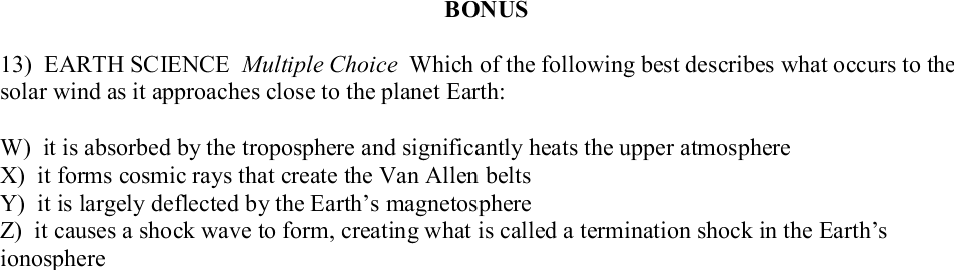 BONUS
13) EARTH SCIENCE Multiple Choice Which of the following best describes what occurs to the
solar wind as it approaches close to the planet Earth:
W) it is absorbed by the troposphere and significantly heats the upper atmosphere
X) it forms cosmic rays that create the Van Allen belts
Y) it is largely deflected by the Earth’s magnetosphere
Z) it causes a shock wave to form, creating what is called a termination shock in the Earth’s
ionosphere